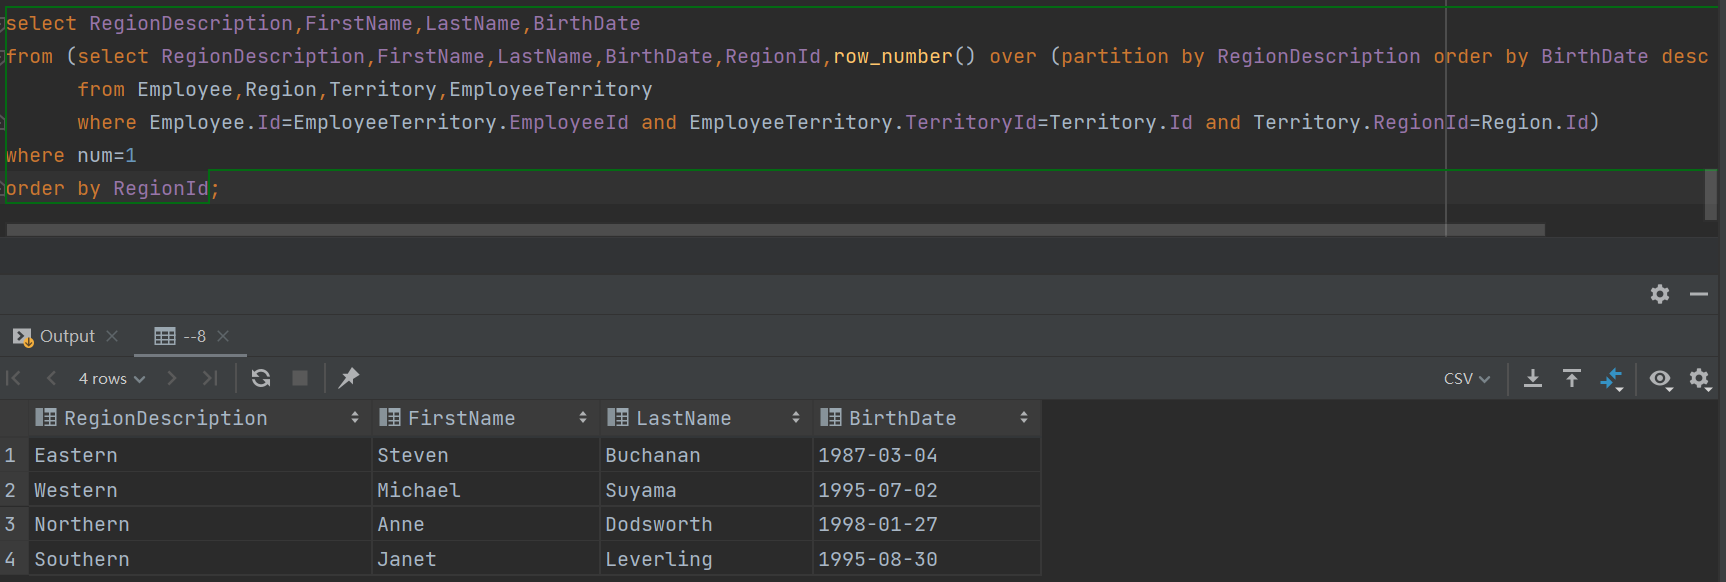 select RegionDescription,FirstName,LastName,BirthDate
from (select RegionDescription,FirstName,LastName,BirthDate,RegionId,row_number() over (partition by RegionDescription order by BirthDate desc
from Employee,Region,Territory,EmployeeTerritory
where Employee.Id=EmployeeTerritory.EmployeeId and EmployeeTerritory.TerritoryId=Territory.Id and Territory.RegionId=Region.Id)
where num=1
order by RegionId;
Output --8
4 rows CSV
RegionDescription FirstName LastName BirthDate
1 Eastern Steven Buchanan 1987-03-04
2 Western Michael Suyama 1995-07-02
3 Northern Anne Dodsworth 1998-01-27
4 Southern Janet Leverling 1995-08-30